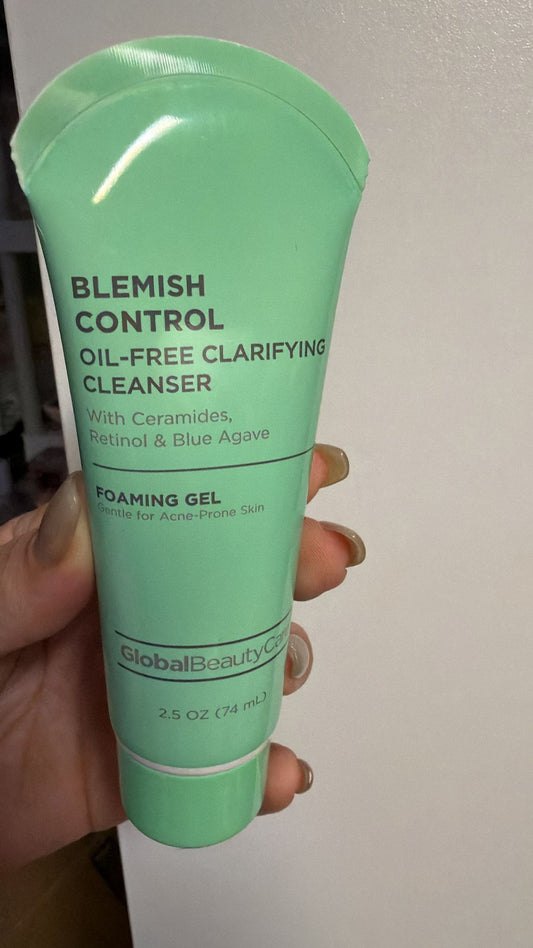 BLEMISH
CONTROL
OIL-FREE CLARIFYING
CLEANSER
With Ceramides,
Retinol & Blue Agave
FOAMING GEL
Gentle for Acne-Prone Skin
GlobalBeautyCare
2.5 OZ (74 mL)